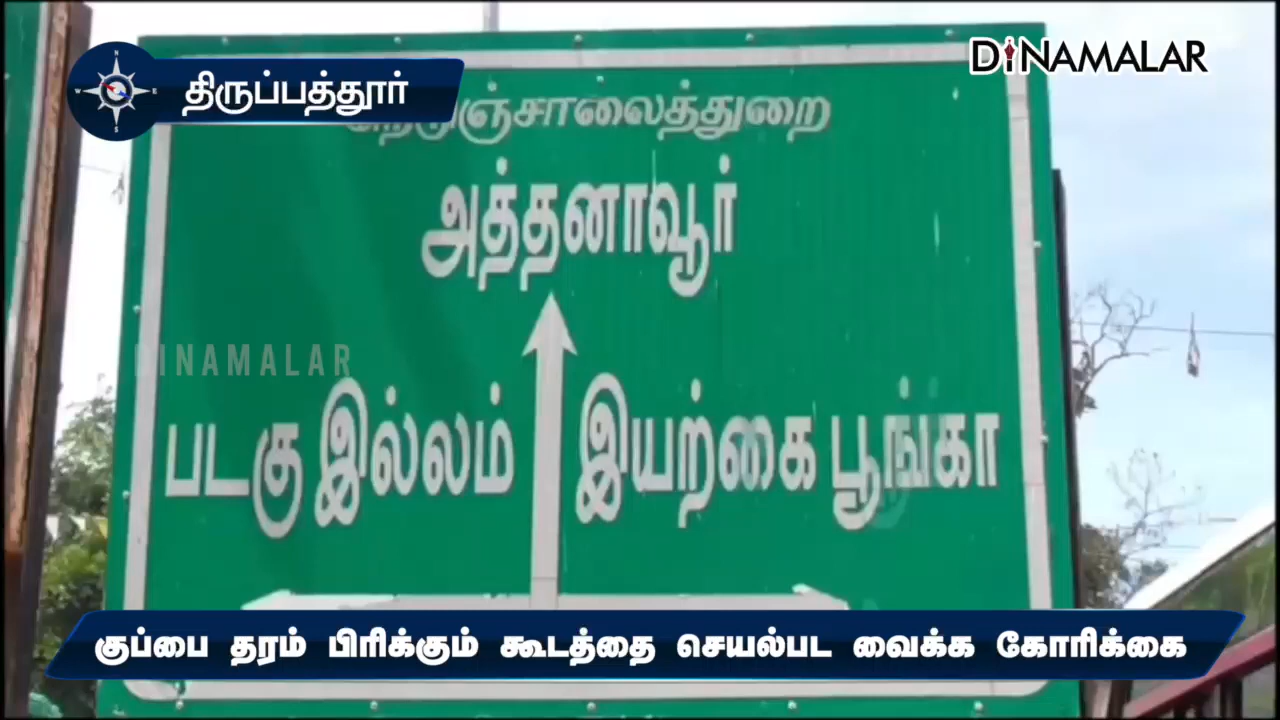 DINAMALAR
திருப்பத்தூர்
நெடுஞ்சாலைத்துறை
அத்தனாவூர்
DINAMALAR
படகு இல்லம் இயற்கை பூங்கா
குப்பை தரம் பிரிக்கும் கூடத்தை செயல்பட வைக்க கோரிக்கை